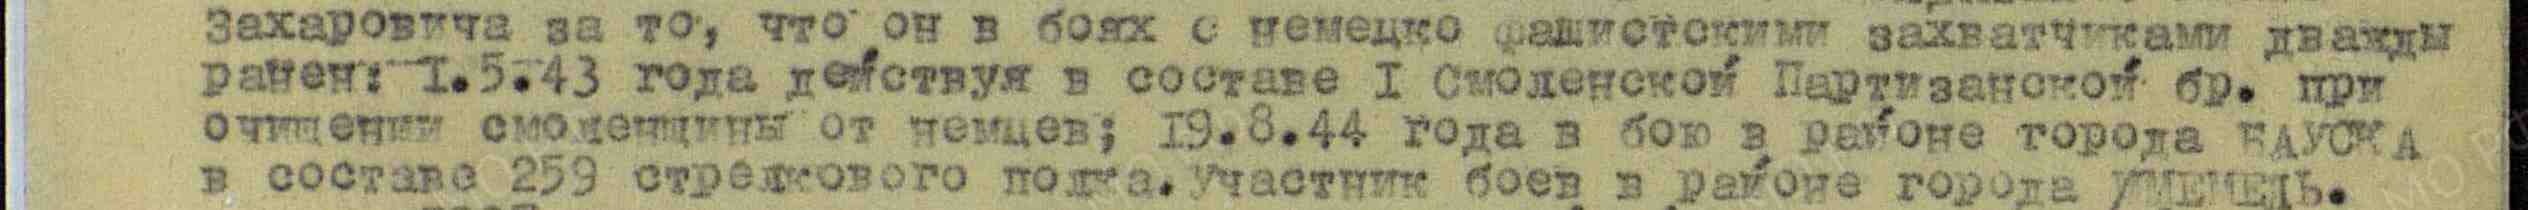 Захаровича за то, что он в боях с немецко фашистскими захватчиками дважды
ранен: 1.5.43 года действуя в составе I Смоленской Партизанской бр. при
очищении смоленщины от немцев; 19.8.44 года в бою в районе торода БАУСКА
в составе 259 стрелкового полка. Участник боев в районе города МЕМЕЛЬ.